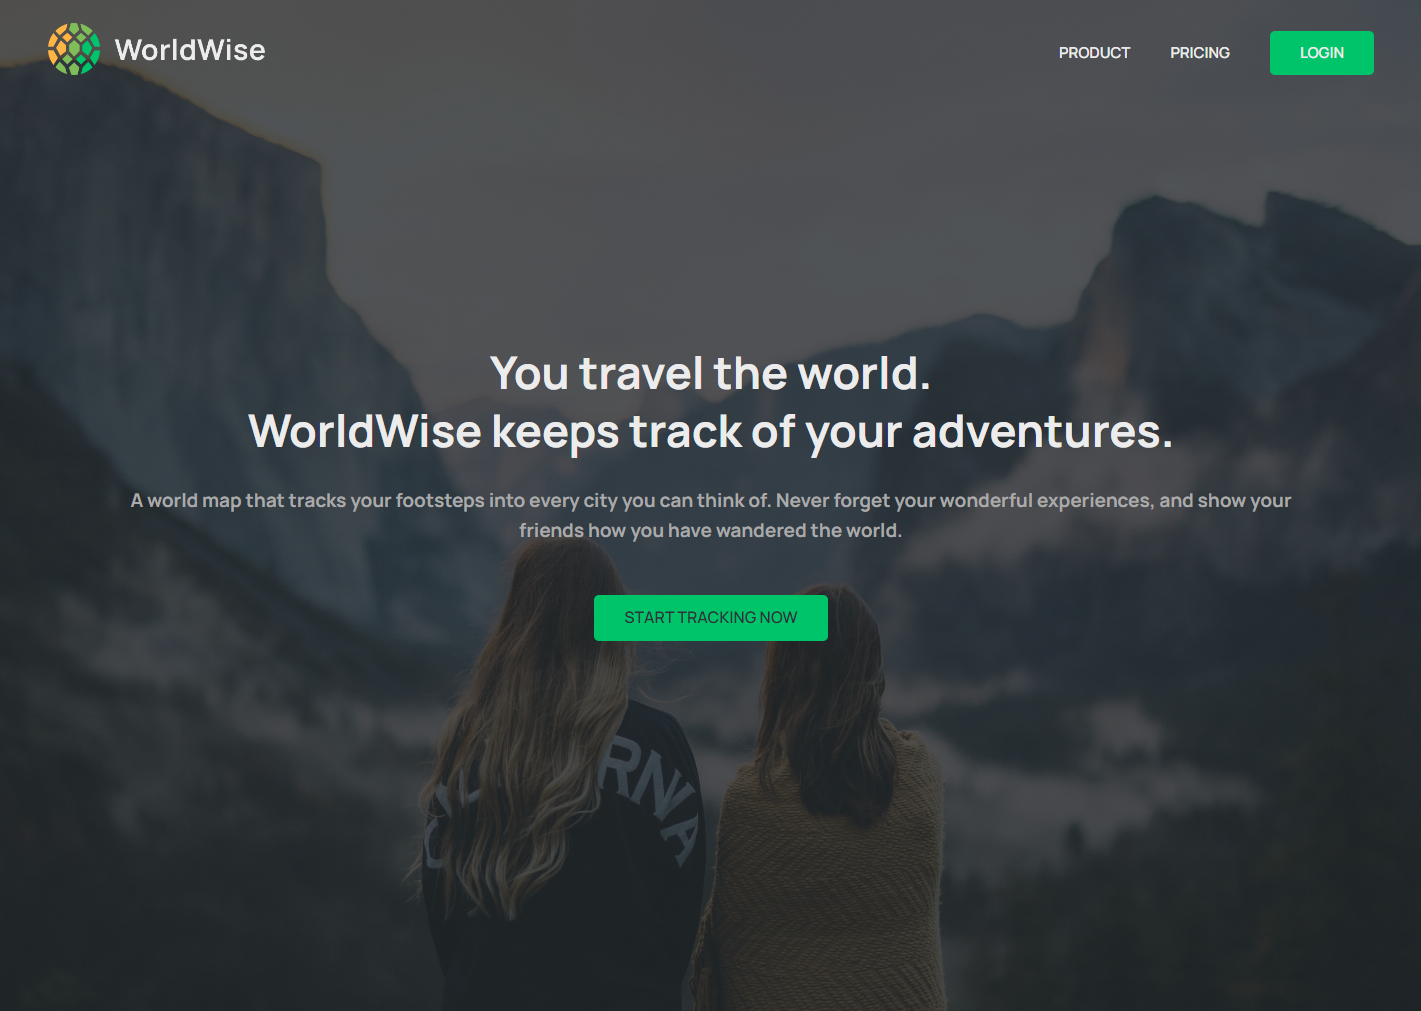 WorldWise
PRODUCT
PRICING
LOGIN
You travel the world.
WorldWise keeps track of your adventures.
A world map that tracks your footsteps into every city you can think of. Never forget your wonderful experiences, and show your
friends how you have wandered the world.
START TRACKING NOW
RNIA